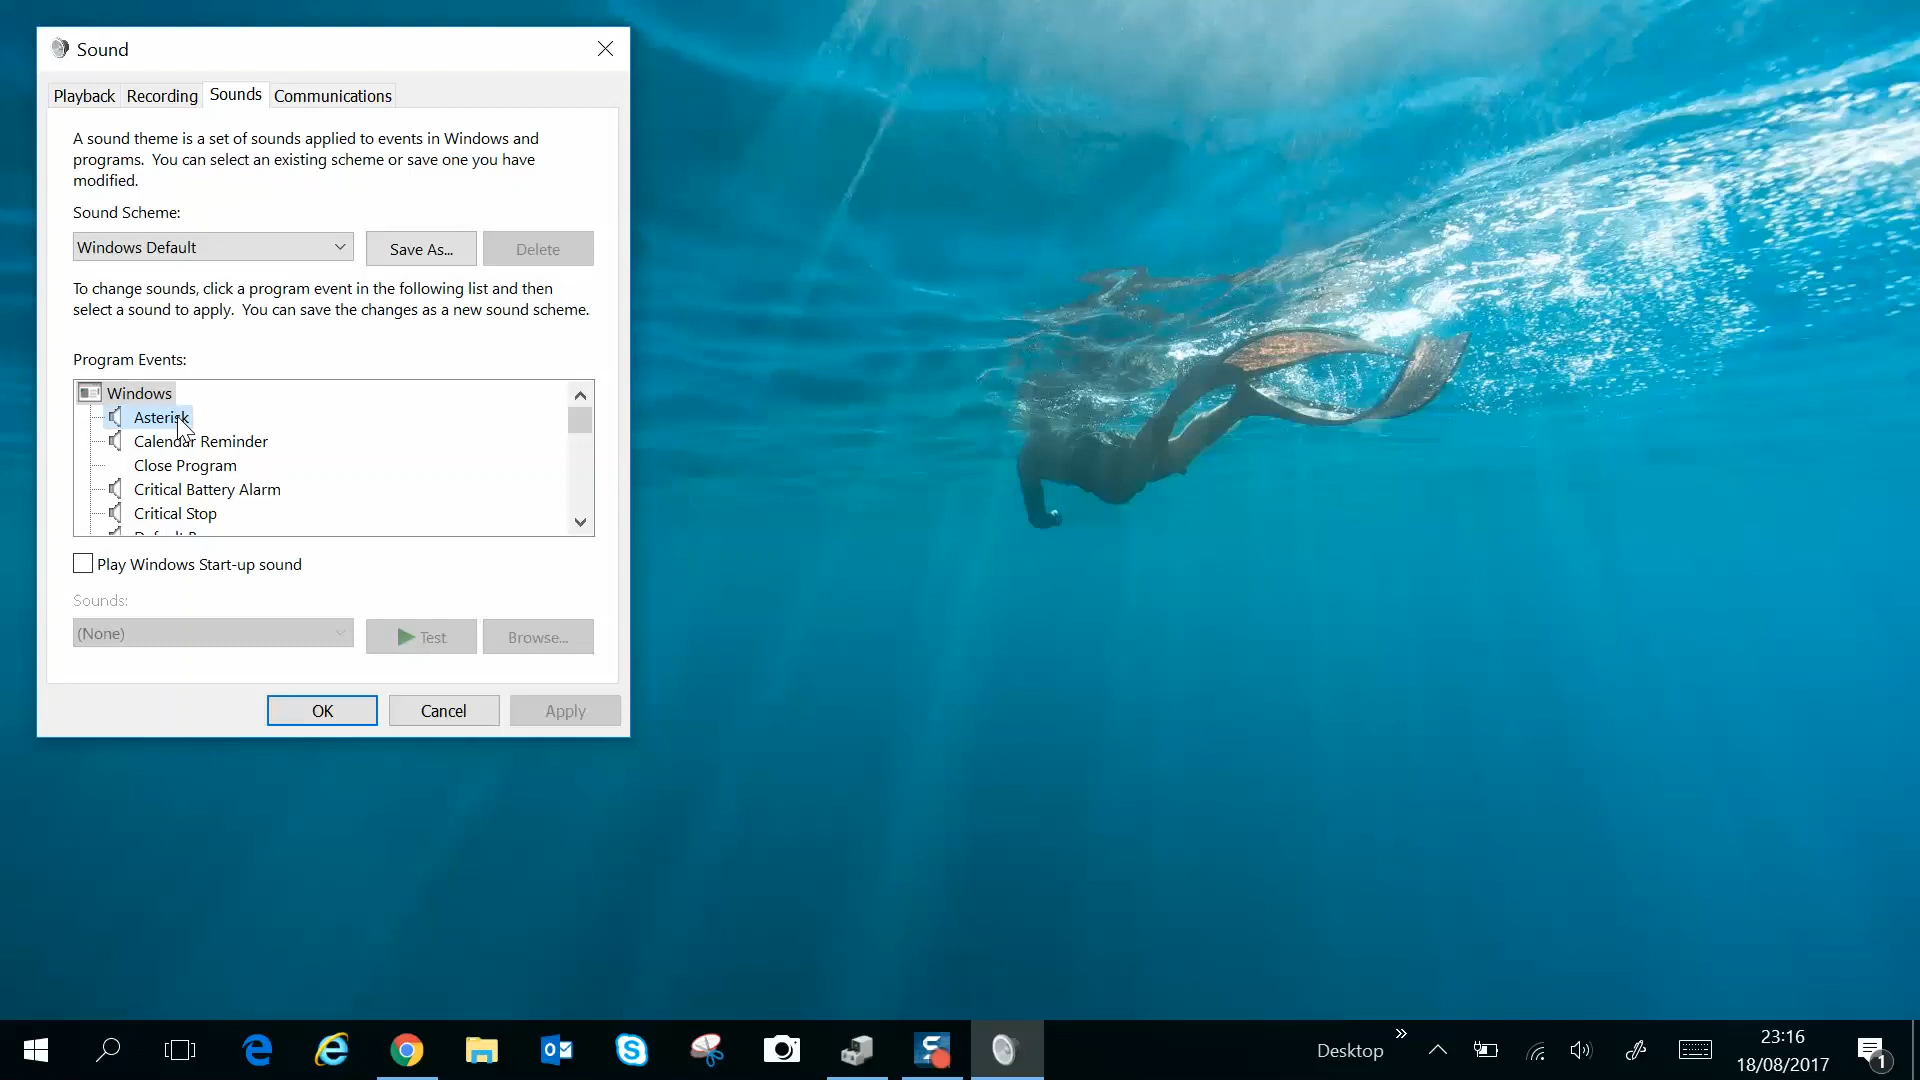 Sound
Playback Recording Sounds Communications
A sound theme is a set of sounds applied to events in Windows and
programs. You can select an existing scheme or save one you have
modified.
Sound Scheme:
Windows Default
Save As...
Delete
To change sounds, click a program event in the following list and then
select a sound to apply. You can save the changes as a new sound scheme.
Program Events:
Windows
Asterisk
Calendar Reminder
Close Program
Critical Battery Alarm
Critical Stop
Play Windows Start-up sound
Sounds:
(None)
Test
Browse...
OK
Cancel
Apply
Desktop
23:16
18/08/2017
1